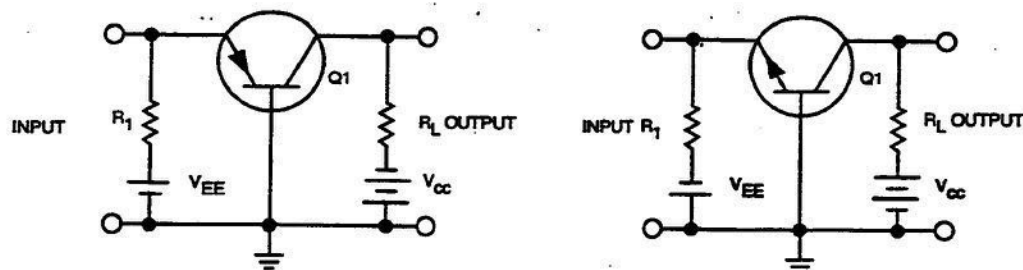 Q1
INPUT
R1
RL OUTPUT
VEE
Vcc
Q1
INPUT R1
RL OUTPUT
VEE
Vcc